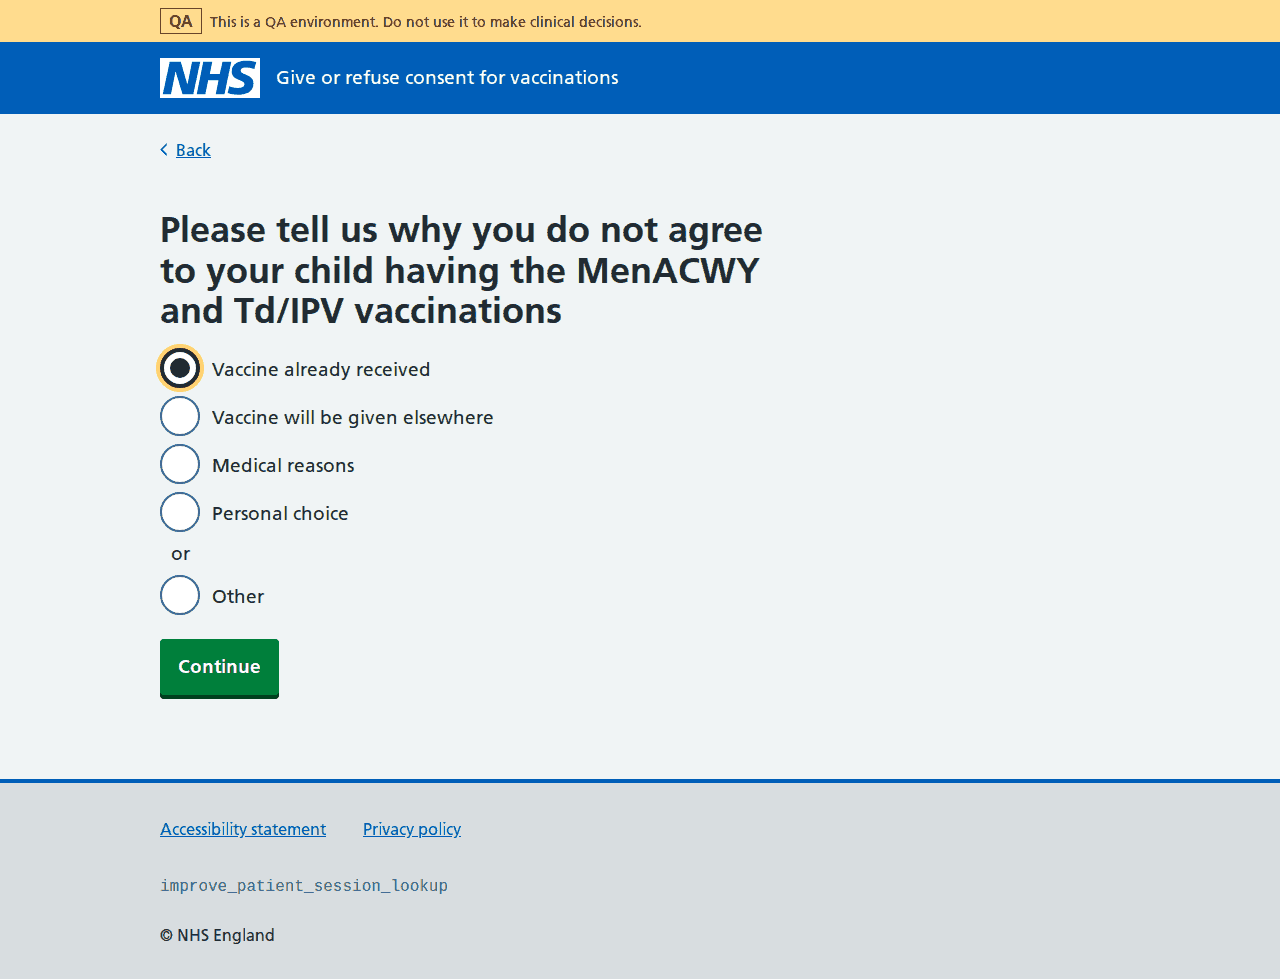 QA This is a QA environment. Do not use it to make clinical decisions.
NHS Give or refuse consent for vaccinations
Back
Please tell us why you do not agree
to your child having the MenACWY
and Td/IPV vaccinations
Vaccine already received
Vaccine will be given elsewhere
Medical reasons
Personal choice
or
Other
Continue
Accessibility statement Privacy policy
improve_patient_session_lookup
© NHS England